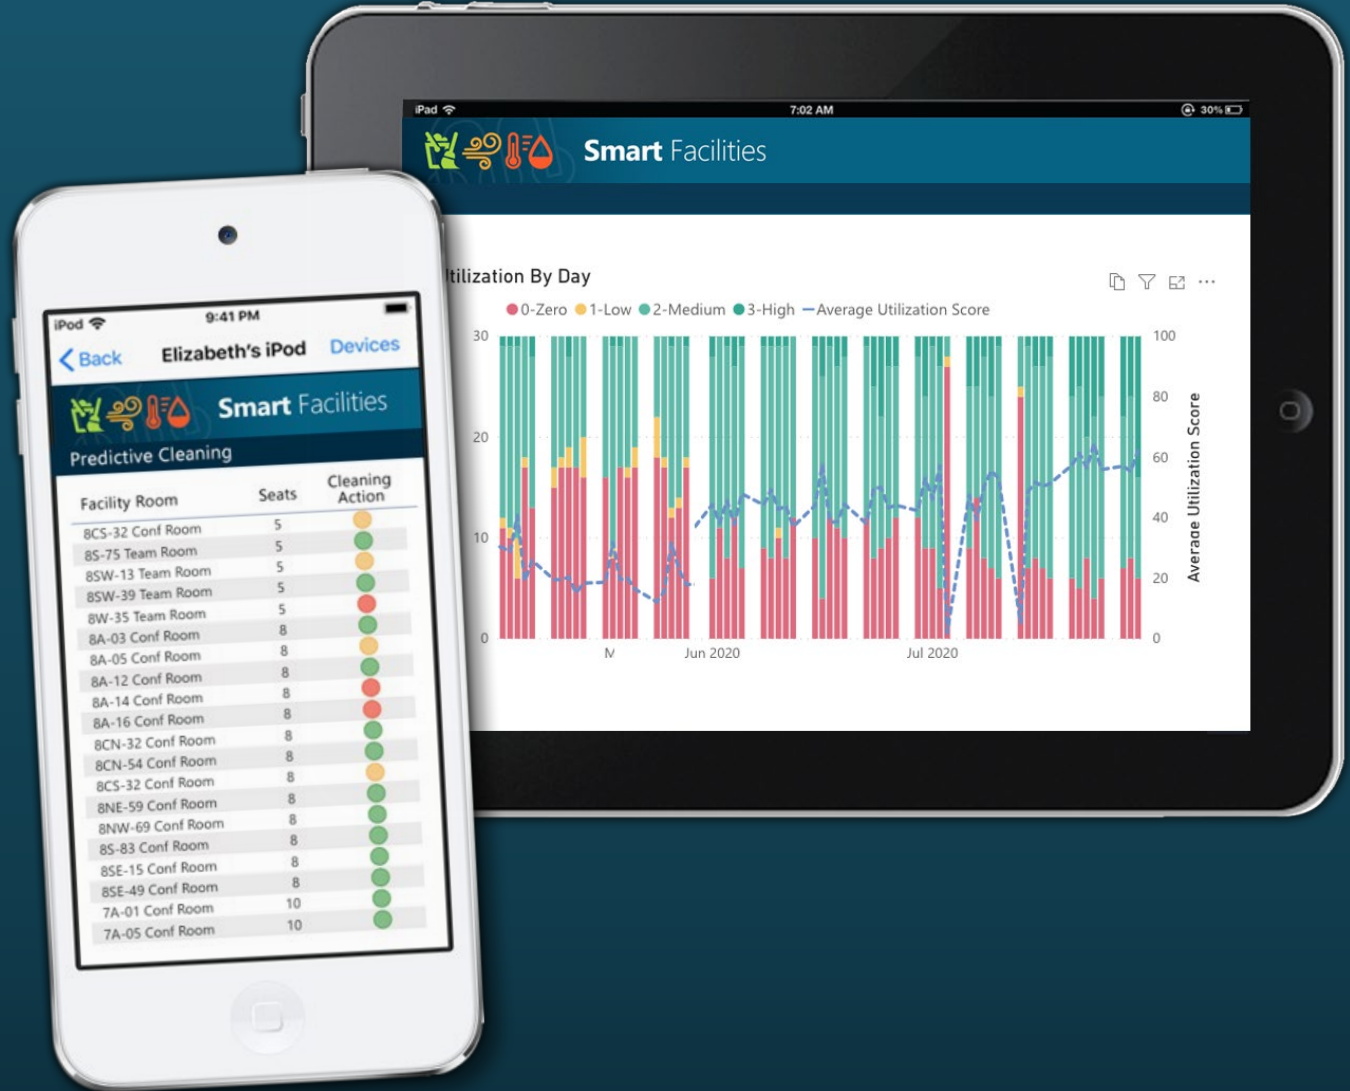 iPad
7:02 AM
30%
Smart Facilities
tilization By Day
0-Zero 1-Low 2-Medium 3-High Average Utilization Score
30
20
10
0
100
80
60
40
20
0
Average Utilization Score
Jun 2020
Jul 2020
iPod
9:41 PM
Back Elizabeth's iPod Devices
Smart Facilities
Predictive Cleaning
Facility Room Seats Cleaning Action
8CS-32 Conf Room 5
8S-75 Team Room 5
8SW-13 Team Room 5
8SW-39 Team Room 5
8W-35 Team Room 5
8A-03 Conf Room 8
8A-05 Conf Room 8
8A-12 Conf Room 8
8A-14 Conf Room 8
8A-16 Conf Room 8
8CN-32 Conf Room 8
8CN-54 Conf Room 8
8CS-32 Conf Room 8
8NE-59 Conf Room 8
8NW-69 Conf Room 8
8S-83 Conf Room 8
8SE-15 Conf Room 8
8SE-49 Conf Room 8
7A-01 Conf Room 10
7A-05 Conf Room 10